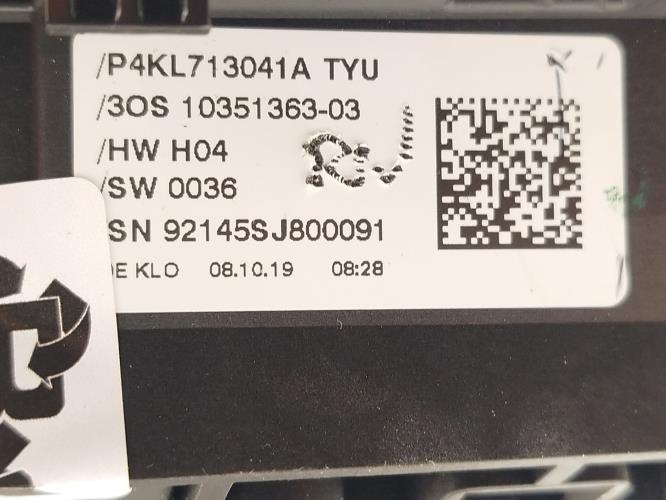 /P4KL713041A TYU
/3OS 10351363-03
/HW H04
/SW 0036
SN 92145SJ800091
DE KLO 08.10.19 08:28